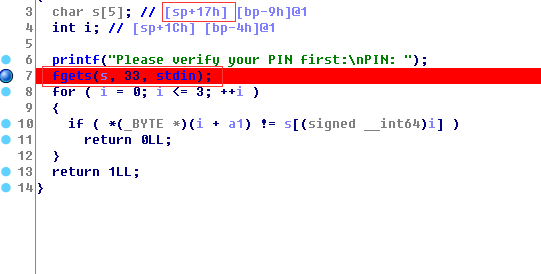 3 char s[5]; // [sp+17h] [bp-9h]@1
4 int i; // [sp+1Ch] [bp-4h]@1
5
6 printf("Please verify your PIN first:\nPIN: ");
7 fgets(s, 33, stdin);
8 for ( i = 0; i <= 3; ++i )
9 {
10 if ( *(_BYTE *)(i + a1) != s[(signed __int64)i] )
11 return 0LL;
12 }
13 return 1LL;
14 }